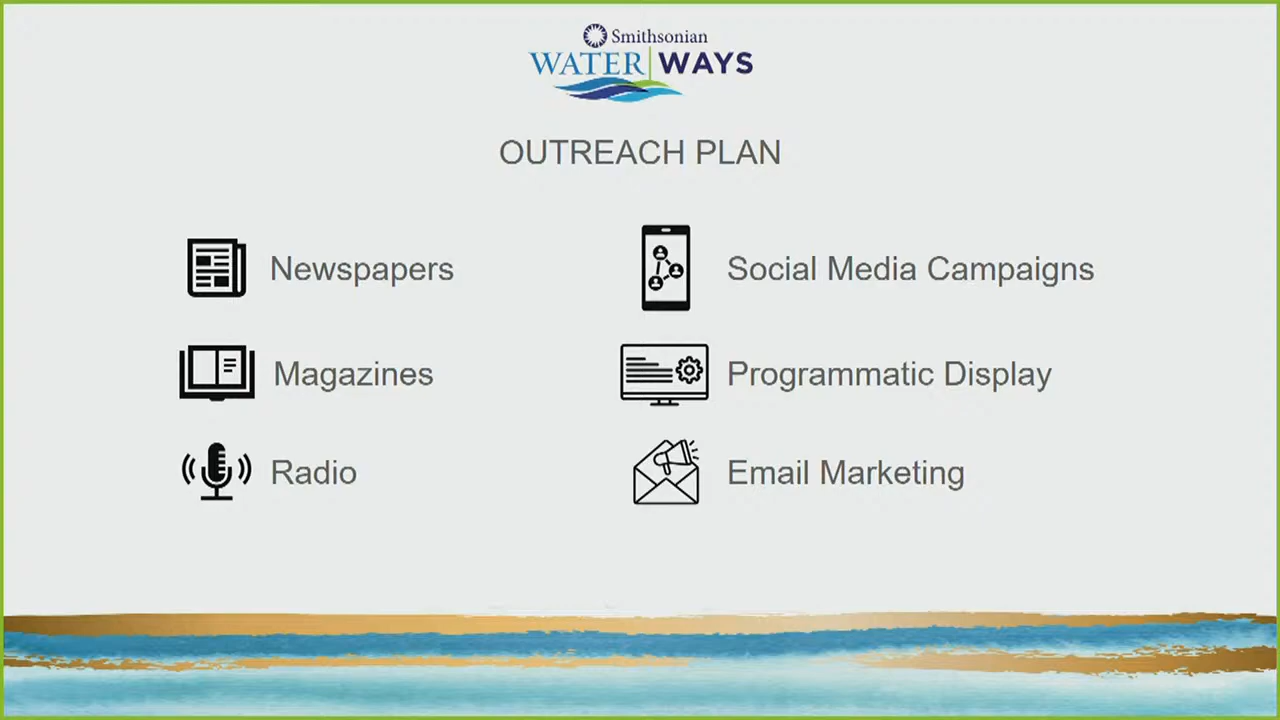 Smithsonian
WATER|WAYS
OUTREACH PLAN
Newspapers
Magazines
Radio
Social Media Campaigns
Programmatic Display
Email Marketing